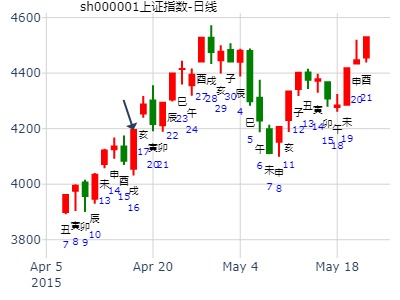 sh000001上证指数-日线
4600
4400
4200
4000
3800
丑
7
寅
8
卯
9
辰
10
未
13
申
14
酉
15
戌
16
亥
17
寅
20
卯
21
辰
22
巳
23
午
24
酉
27
戌
28
亥
29
子
30
辰
4
巳
5
午
6
未
7
申
8
亥
11
子
12
丑
13
寅
14
卯
15
午
18
未
19
申
20
酉
21
Apr 5
2015
Apr 20
May 4
May 18